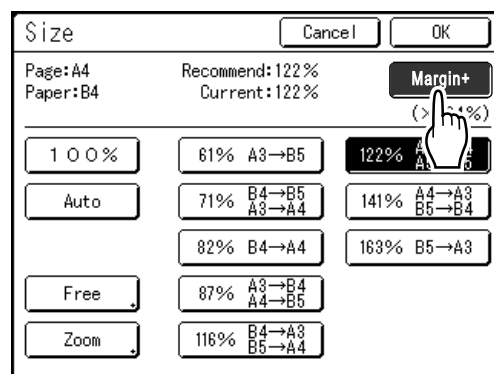 Size
Cancel
OK
Page:A4
Recommend:122%
Margin+
Paper:B4
Current:122%
100%
61% A3→B5
122%
Auto
71% B4→B5
A3→A4
141% A4→A3
B5→B4
82% B4→A4
163% B5→A3
Free
87% A3→B4
A4→B5
Zoom
116% B4→A3
B5→A4